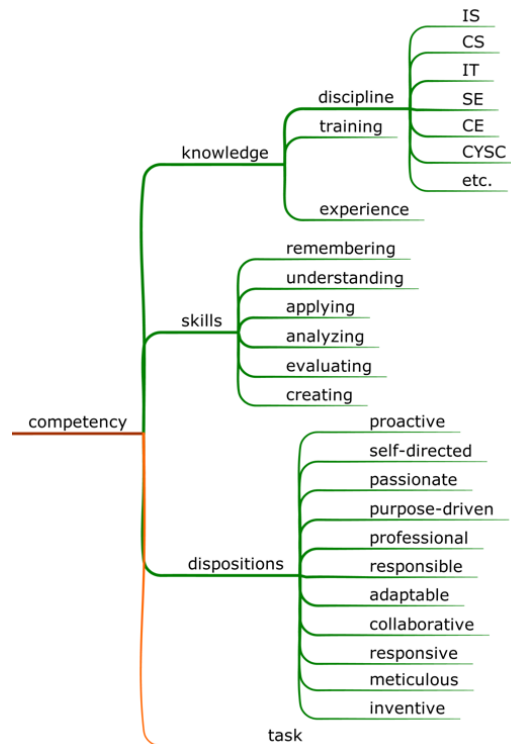 IS
CS
IT
discipline
SE
training
CE
knowledge
CYSC
etc.
experience
remembering
understanding
applying
skills
analyzing
evaluating
creating
competency
proactive
self-directed
passionate
purpose-driven
professional
dispositions
responsible
adaptable
collaborative
responsive
meticulous
inventive
task